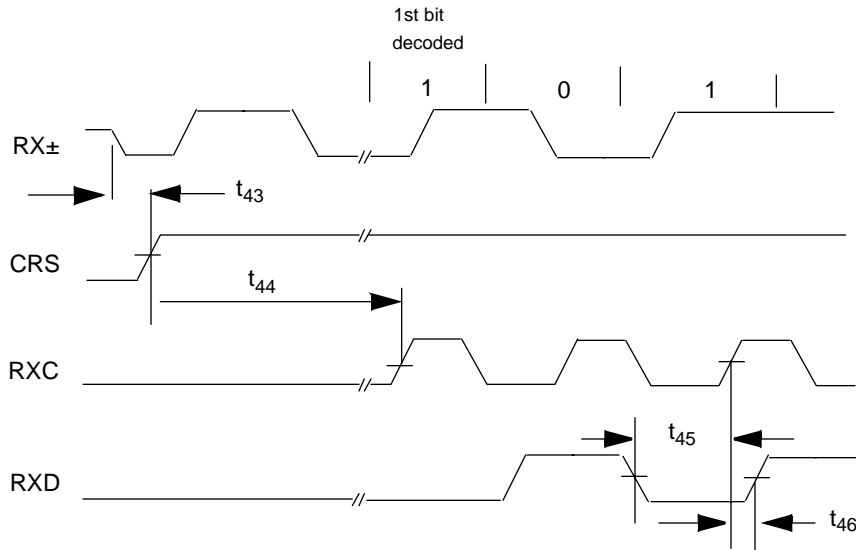 1st bit
decoded
1 0 1
RX±
t43
CRS
t44
RXC
t45
RXD
t46